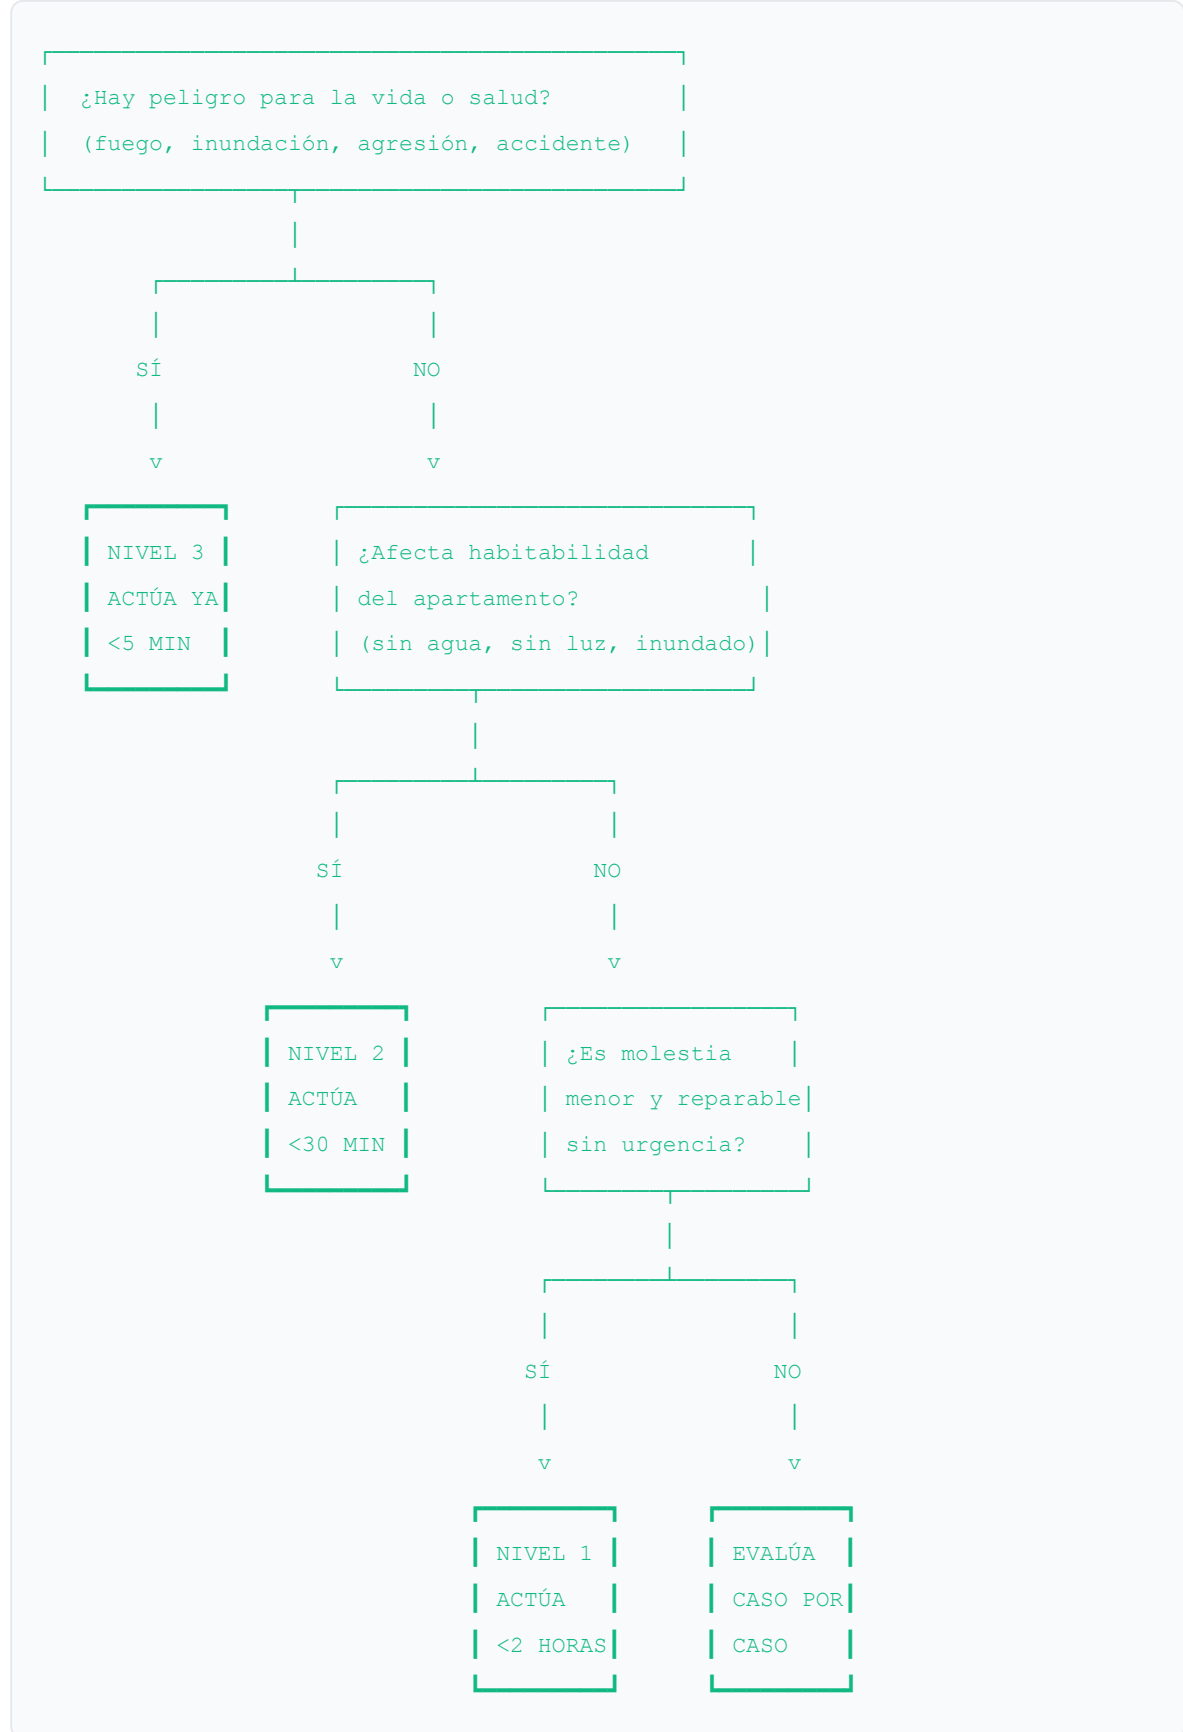 ¿Hay peligro para la vida o salud?
(fuego, inundación, agresión, accidente)
SÍ NO
v v
NIVEL 3 ¿Afecta habitabilidad
ACTÚA YA del apartamento?
<5 MIN (sin agua, sin luz, inundado)
SÍ NO
v v
NIVEL 2 ¿Es molestia
ACTÚA menor y reparable
<30 MIN sin urgencia?
SÍ NO
v v
NIVEL 1 EVALÚA
ACTÚA CASO POR
<2 HORAS CASO